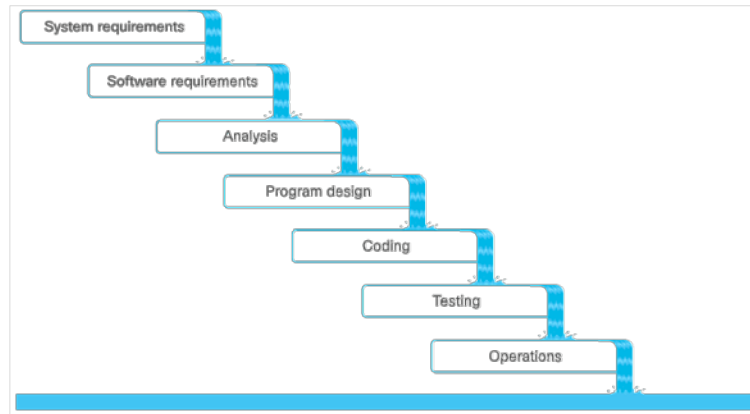 System requirements
Software requirements
Analysis
Program design
Coding
Testing
Operations